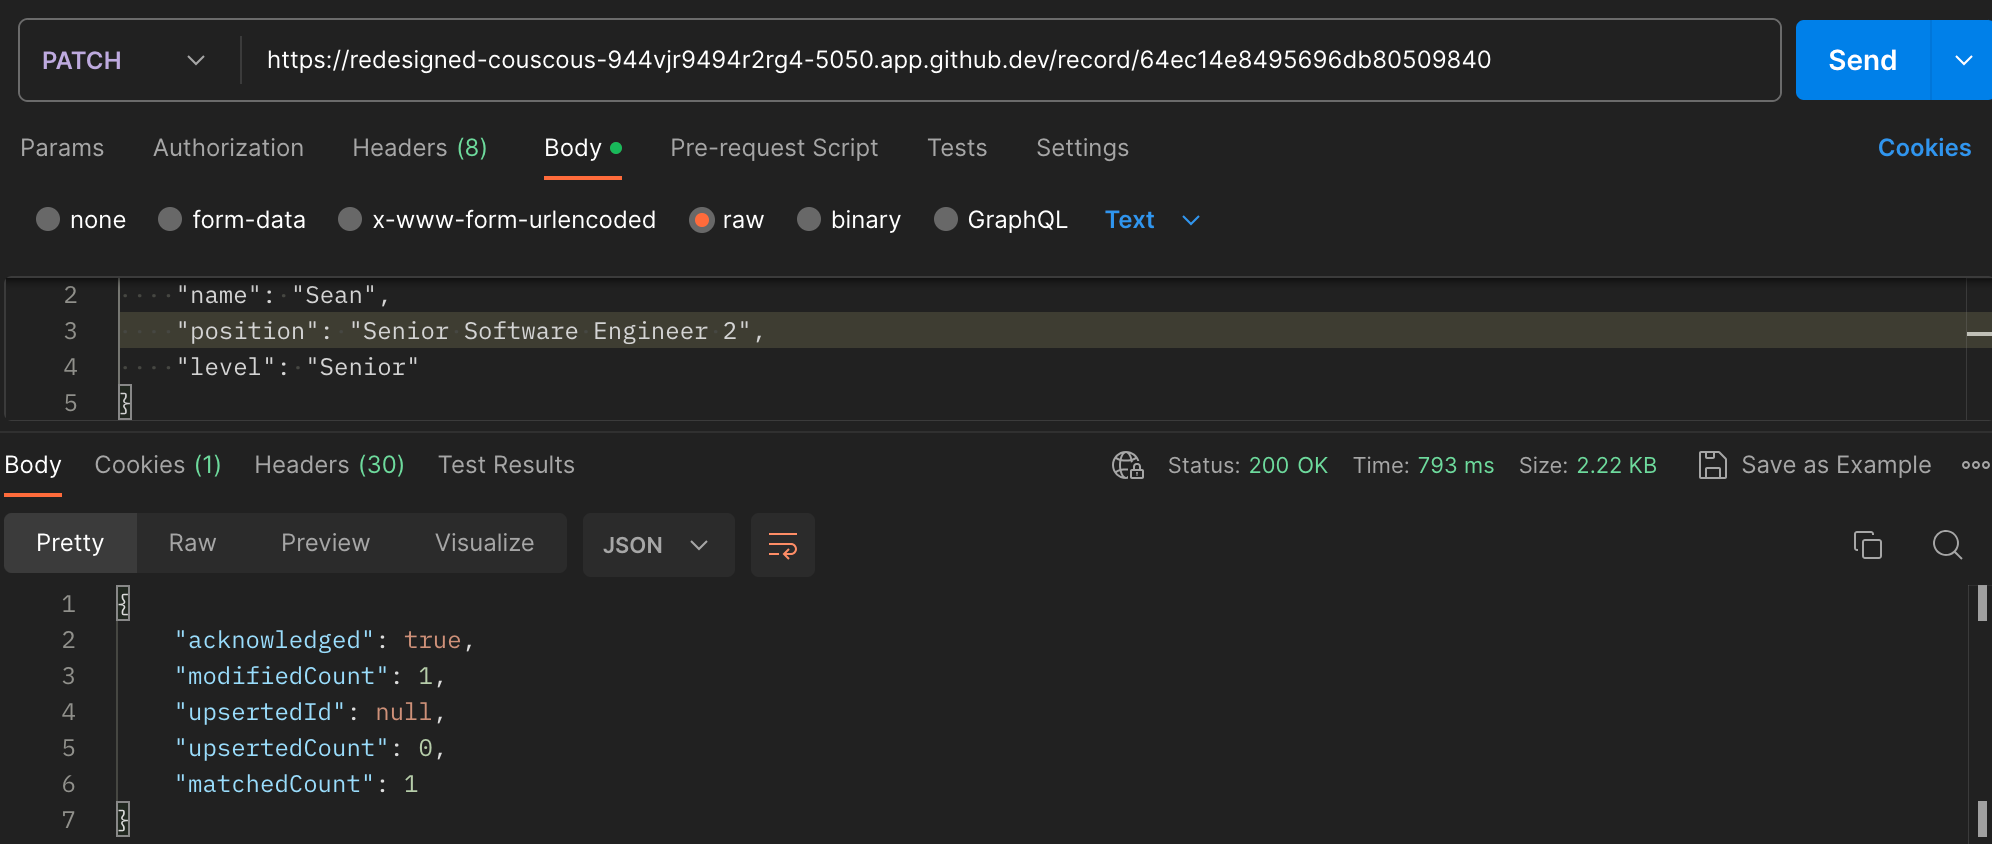 PATCH https://redesigned-couscous-944vjr9494r2rg4-5050.app.github.dev/record/64ec14e8495696db80509840 Send
Params Authorization Headers (8) Body Pre-request Script Tests Settings Cookies
none form-data x-www-form-urlencoded raw binary GraphQL Text
2 "name": "Sean",
3 "position": "Senior Software Engineer 2",
4 "level": "Senior"
5 }
Body Cookies (1) Headers (30) Test Results Status: 200 OK Time: 793 ms Size: 2.22 KB Save as Example
Pretty Raw Preview Visualize JSON
1 {
2 "acknowledged": true,
3 "modifiedCount": 1,
4 "upsertedId": null,
5 "upsertedCount": 0,
6 "matchedCount": 1
7 }